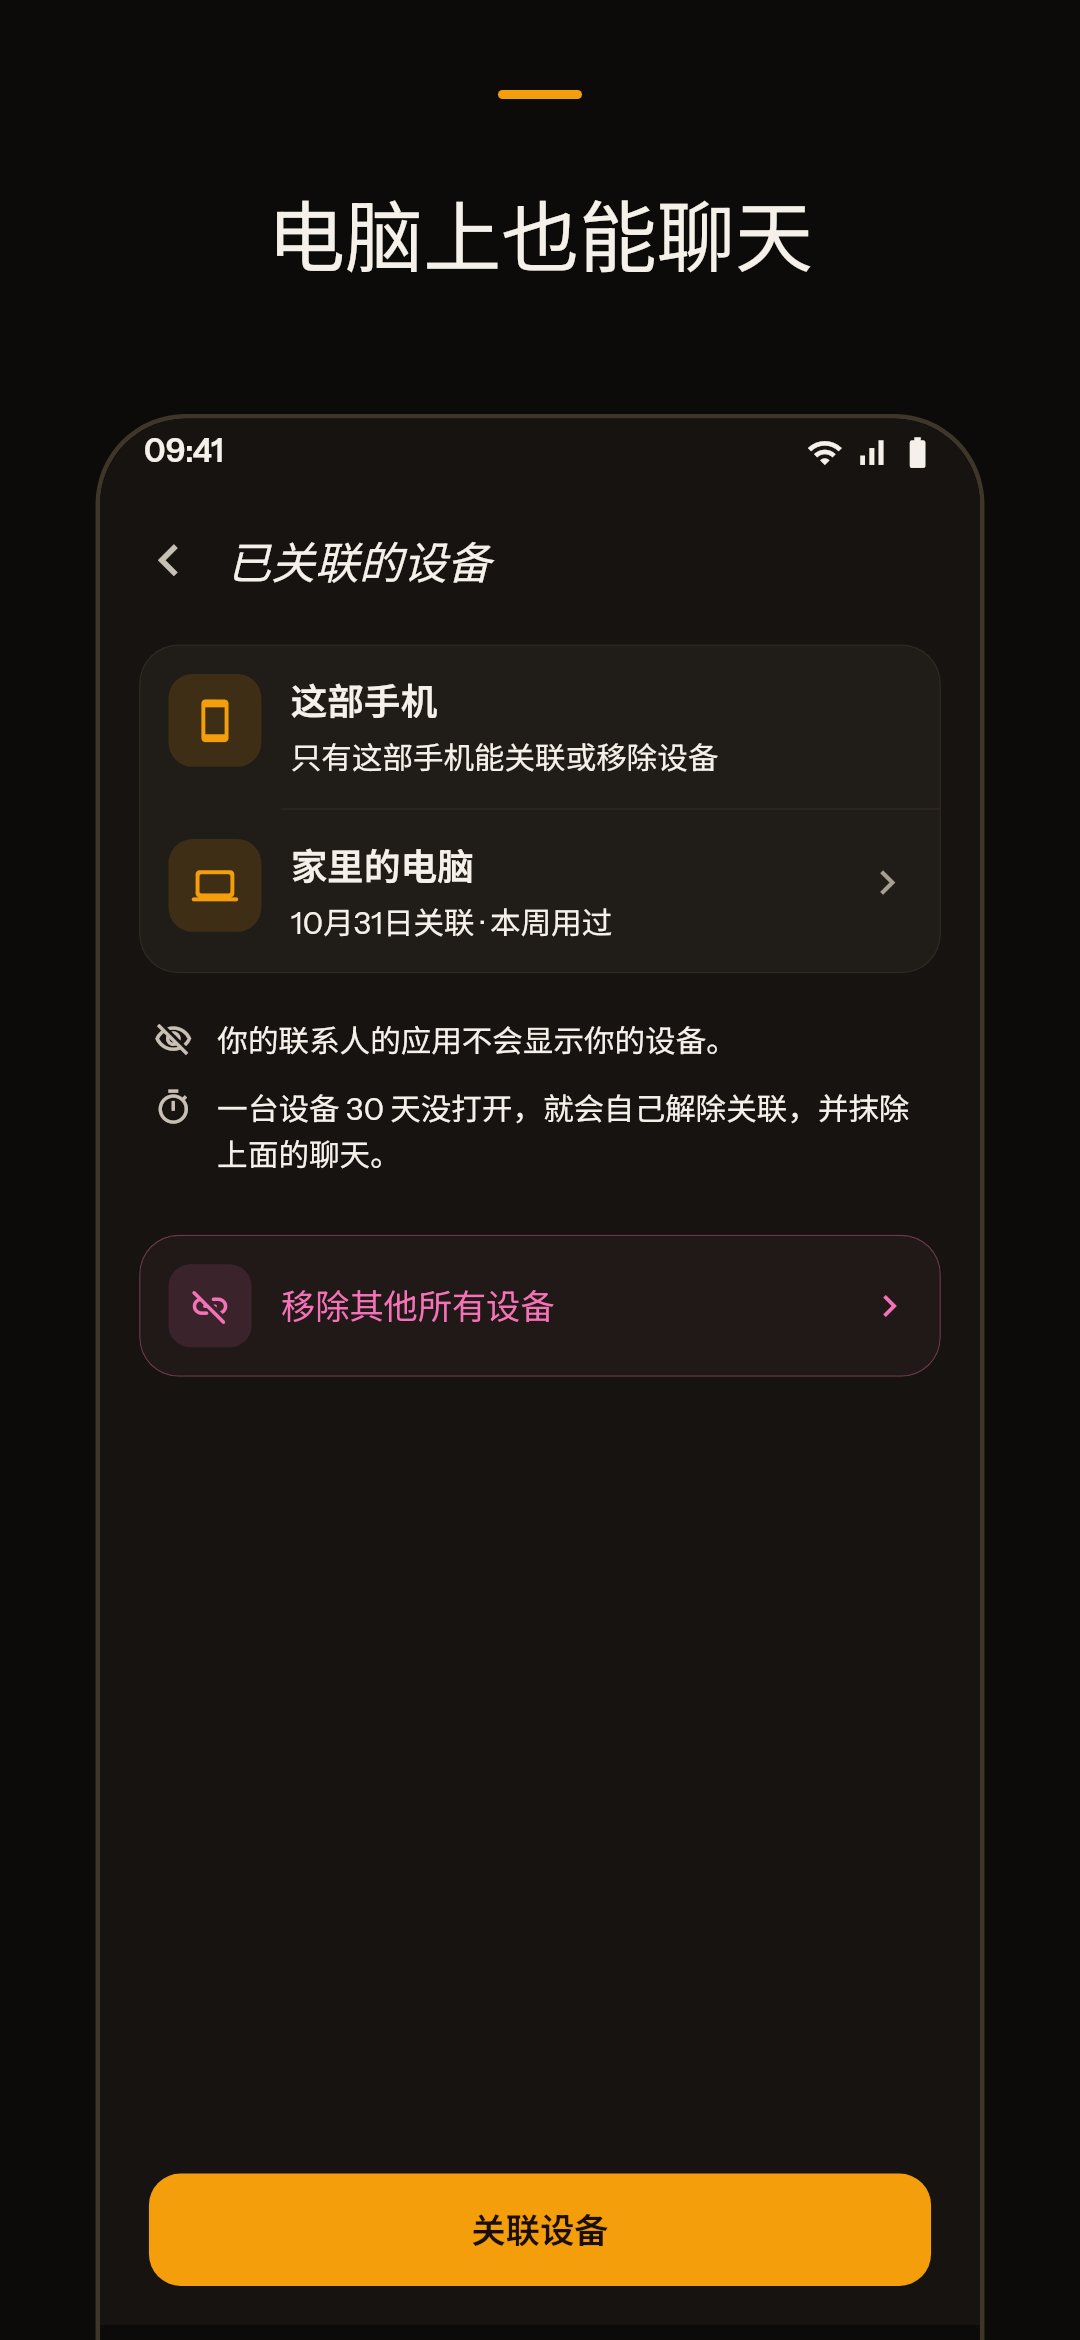 电脑上也能聊天
09:41
已关联的设备
这部手机
只有这部手机能关联或移除设备
家里的电脑
10月31日关联 · 本周用过
你的联系人的应用不会显示你的设备。
一台设备 30 天没打开，就会自己解除关联，并抹除
上面的聊天。
移除其他所有设备
关联设备